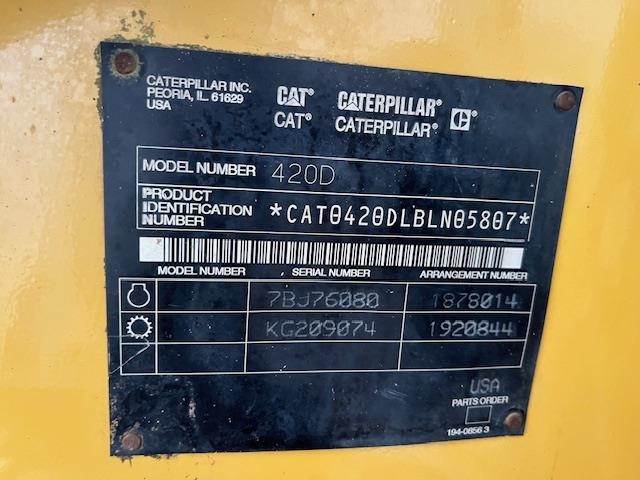 CATERPILLAR INC.
PEORIA, IL. 61629
USA
CAT® CATERPILLAR® C®
CAT® CATERPILLAR®
MODEL NUMBER 420D
PRODUCT
IDENTIFICATION
NUMBER *CAT0420DLBLN05807*
MODEL NUMBER SERIAL NUMBER ARRANGEMENT NUMBER
7BJ76080 1878014
KG209074 1920844
USA
PARTS ORDER
194-0856 3